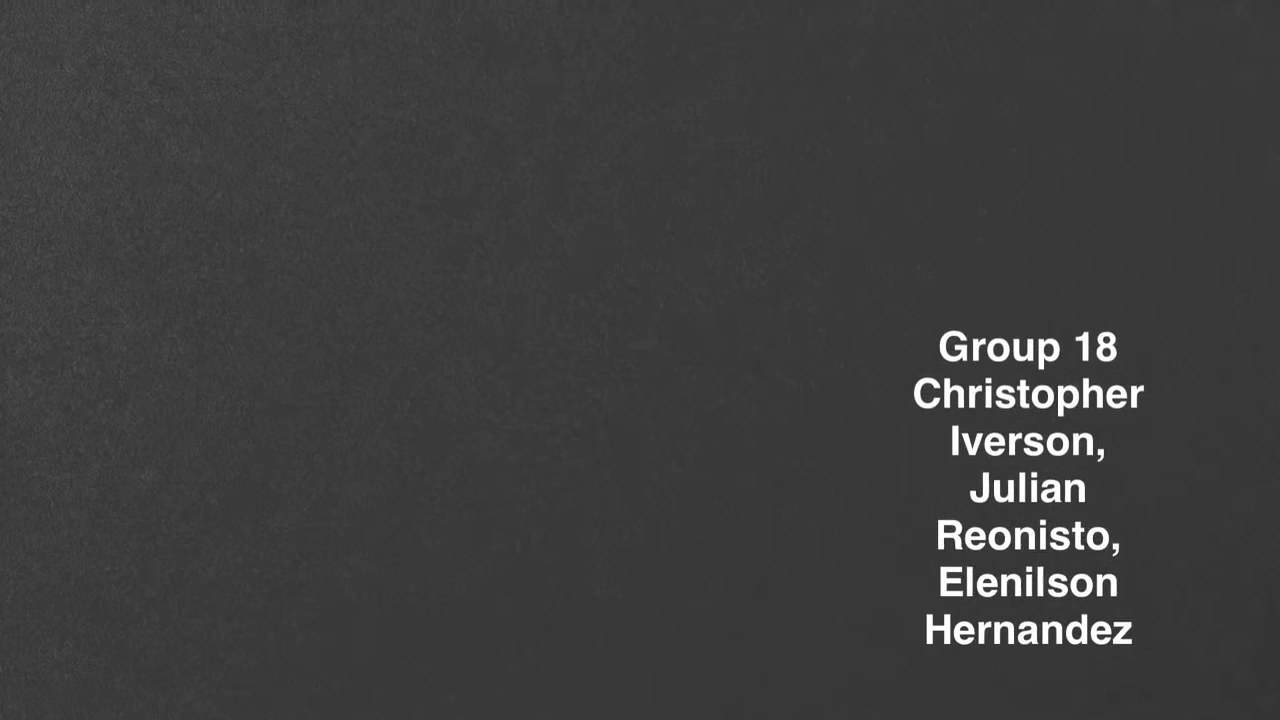 Group 18
Christopher
Iverson,
Julian
Reonisto,
Elenilson
Hernandez